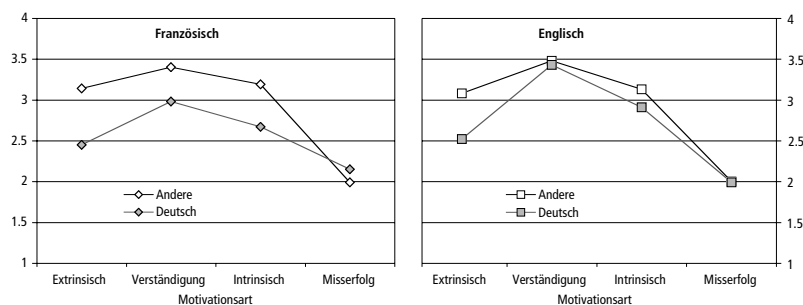 Französisch
4
3.5
3
2.5
2
1.5
1
Andere
Deutsch
Extrinsisch Verständigung Intrinsisch Misserfolg
Motivationsart
Englisch
4
3.5
3
2.5
2
1.5
1
Andere
Deutsch
Extrinsisch Verständigung Intrinsisch Misserfolg
Motivationsart